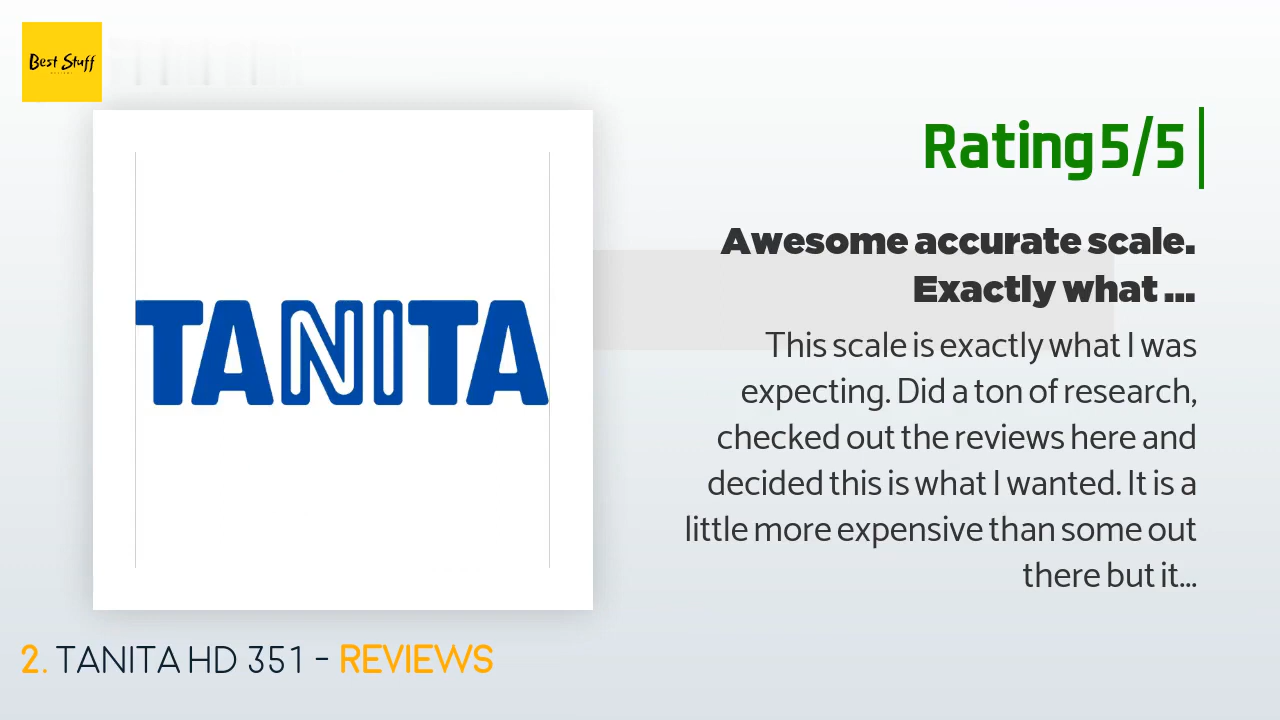 Best Stuff
Rating 5/5
Awesome accurate scale.
Exactly what ...
This scale is exactly what I was
expecting. Did a ton of research,
checked out the reviews here and
decided this is what I wanted. It is a
little more expensive than some out
there but it...
TANITA
2. TANITA HD 351 - REVIEWS